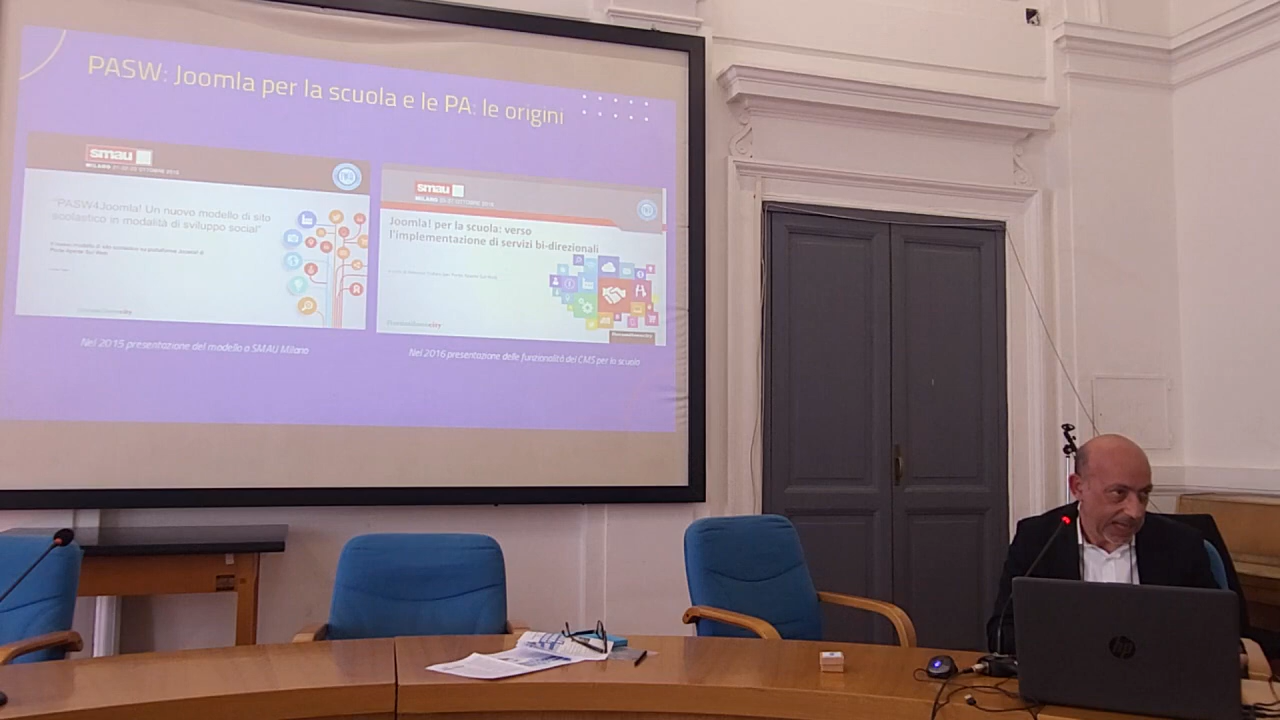 PASW: Joomla per la scuola e le PA: le origini
smau
MILANO
"PASW4Joomla! Un nuovo modello di sito
scolastico in modalità di sviluppo social"
Nel 2015 presentazione del modello a SMAU Milano
smau
MILANO
Joomla! per la scuola: verso
l'implementazione di servizi bi-direzionali
Nel 2016 presentazione delle funzionalità del CMS per la scuola
hp